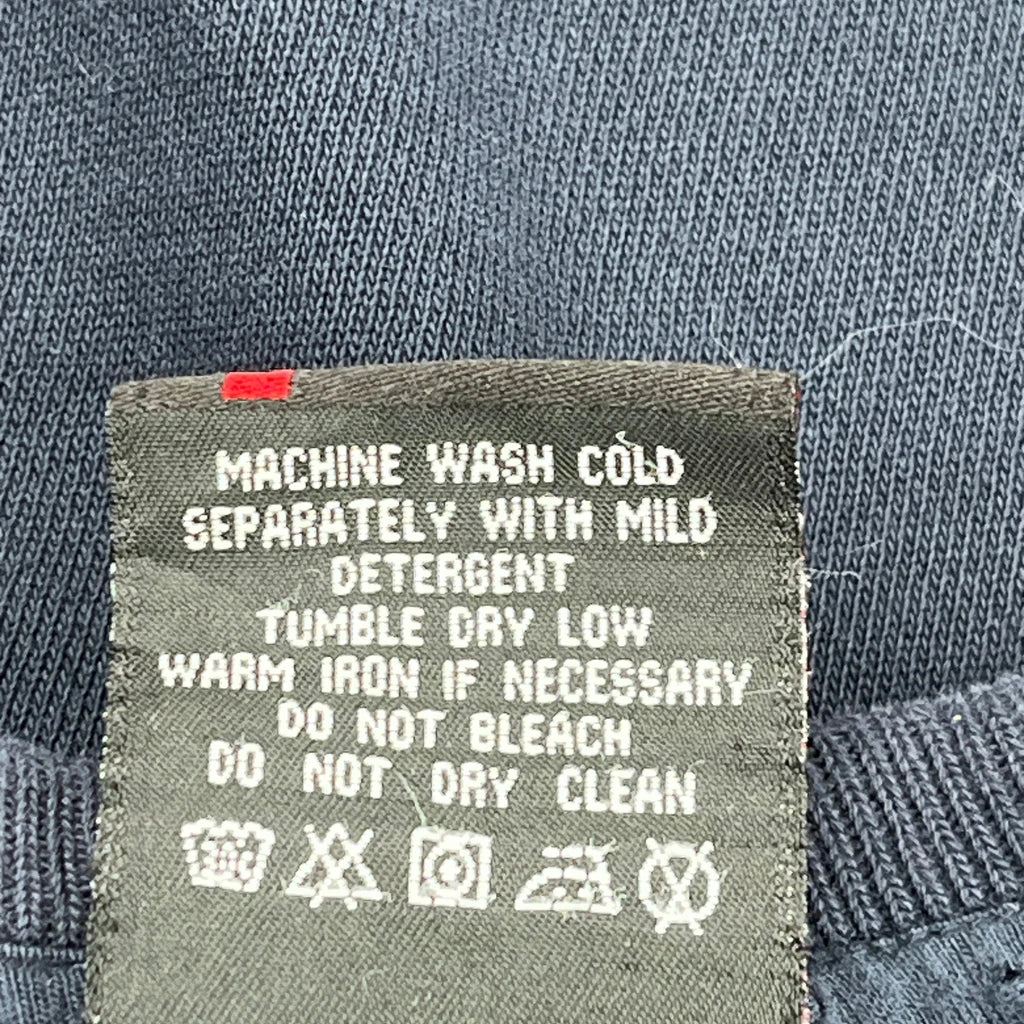 MACHINE WASH COLD
SEPARATELY WITH MILD
DETERGENT
TUMBLE DRY LOW
WARM IRON IF NECESSARY
DO NOT BLEACH
DO NOT DRY CLEAN